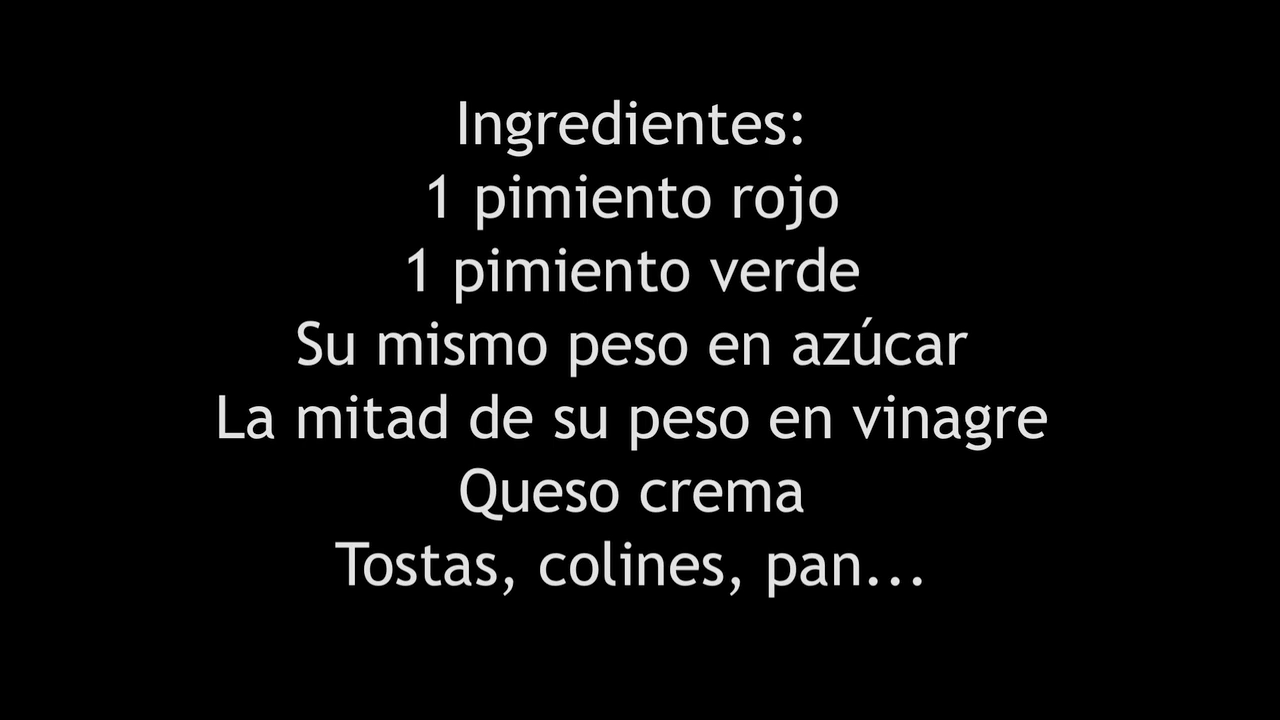 Ingredientes:
1 pimiento rojo
1 pimiento verde
Su mismo peso en azúcar
La mitad de su peso en vinagre
Queso crema
Tostas, colines, pan...